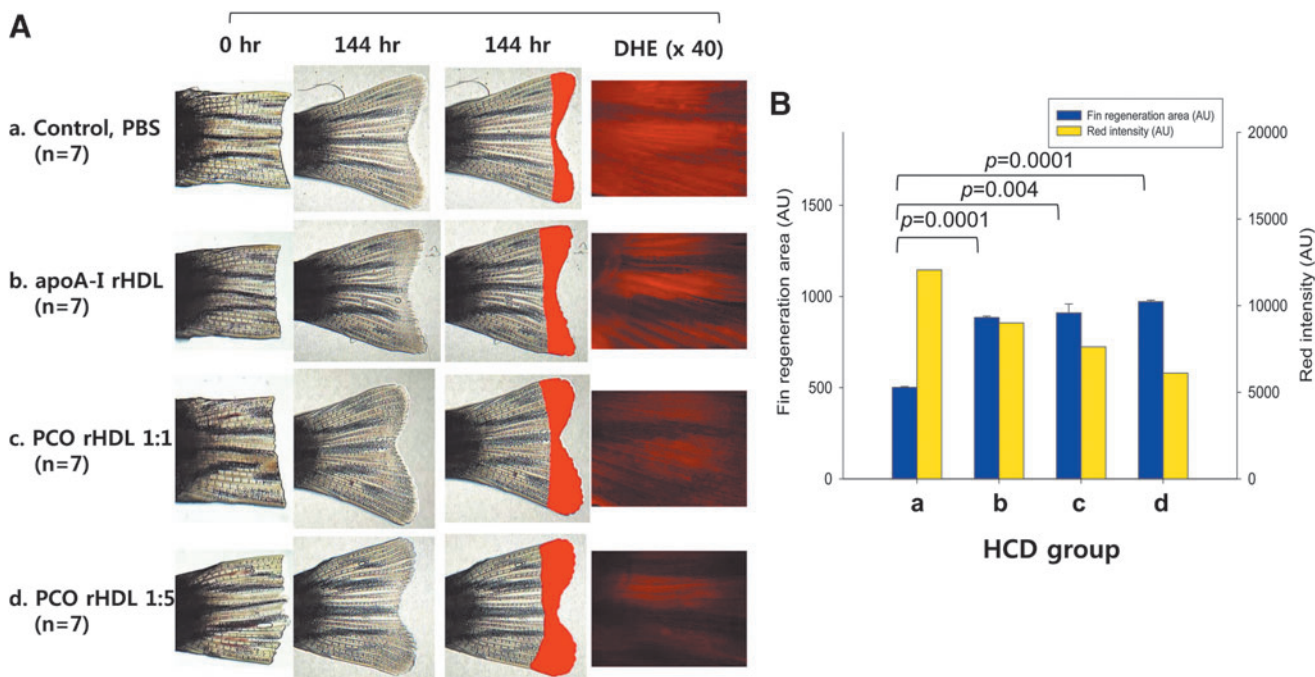 A
0 hr 144 hr 144 hr DHE (x 40)
a. Control, PBS
(n=7)
b. apoA-I rHDL
(n=7)
c. PCO rHDL 1:1
(n=7)
d. PCO rHDL 1:5
(n=7)
B
Fin regeneration area (AU)
Red intensity (AU)
p=0.0001
p=0.004
p=0.0001
1500
1000
500
0
Fin regeneration area (AU)
20000
15000
10000
5000
0
Red intensity (AU)
a b c d
HCD group